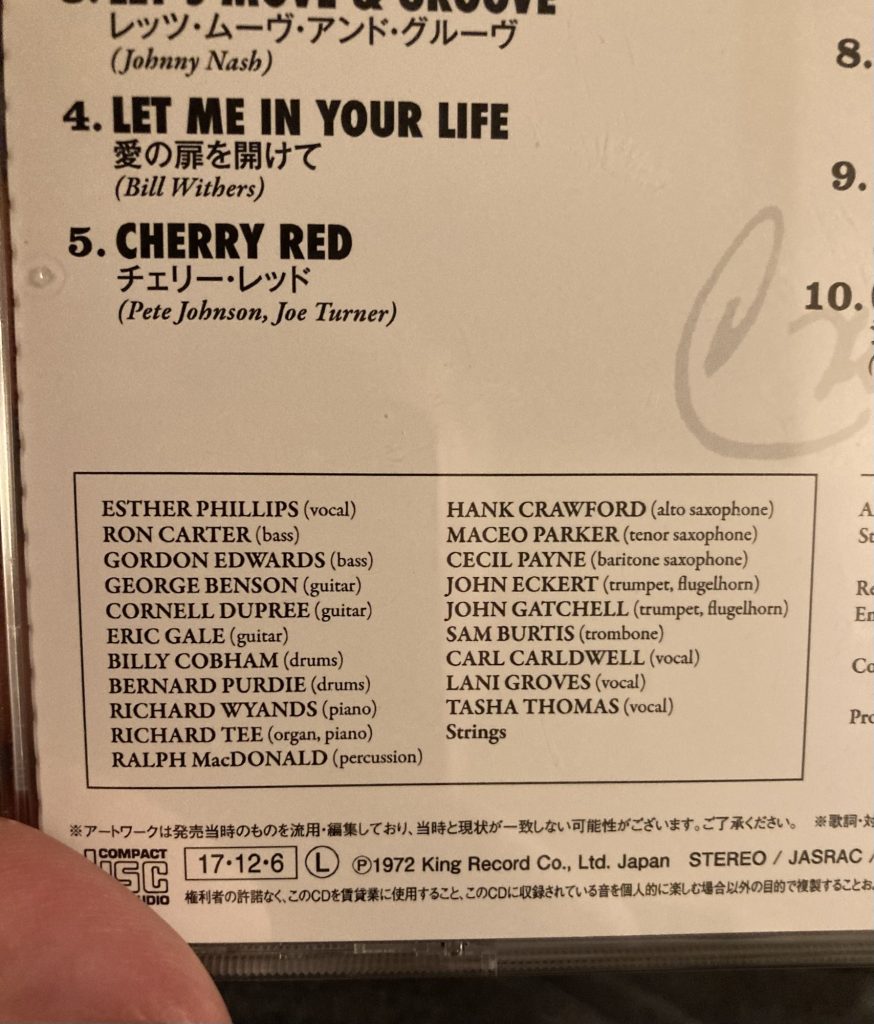 3. LET'S MOVE & GROOVE
レッツ・ムーヴ・アンド・グルーヴ
(Johnny Nash)
4. LET ME IN YOUR LIFE
愛の扉を開けて
(Bill Withers)
5. CHERRY RED
チェリー・レッド
(Pete Johnson, Joe Turner)
8.
9.
10.
ESTHER PHILLIPS (vocal)
RON CARTER (bass)
GORDON EDWARDS (bass)
GEORGE BENSON (guitar)
CORNELL DUPREE (guitar)
ERIC GALE (guitar)
BILLY COBHAM (drums)
BERNARD PURDIE (drums)
RICHARD WYANDS (piano)
RICHARD TEE (organ, piano)
RALPH MacDONALD (percussion)
HANK CRAWFORD (alto saxophone)
MACEO PARKER (tenor saxophone)
CECIL PAYNE (baritone saxophone)
JOHN ECKERT (trumpet, flugelhorn)
JOHN GATCHELL (trumpet, flugelhorn)
SAM BURTIS (trombone)
CARL CARLDWELL (vocal)
LANI GROVES (vocal)
TASHA THOMAS (vocal)
Strings
※アートワークは発売当時のものを流用・編集しており、当時と現状が一致しない可能性がございます。ご了承ください。 ※歌詞・対
COMPACT
17・12・6 Ⓛ ℗1972 King Record Co., Ltd. Japan STEREO / JASRAC /
権利者の許諾なく、このCDを賃貸業に使用すること、このCDに収録されている音を個人的に楽しむ場合以外の目的で複製することお